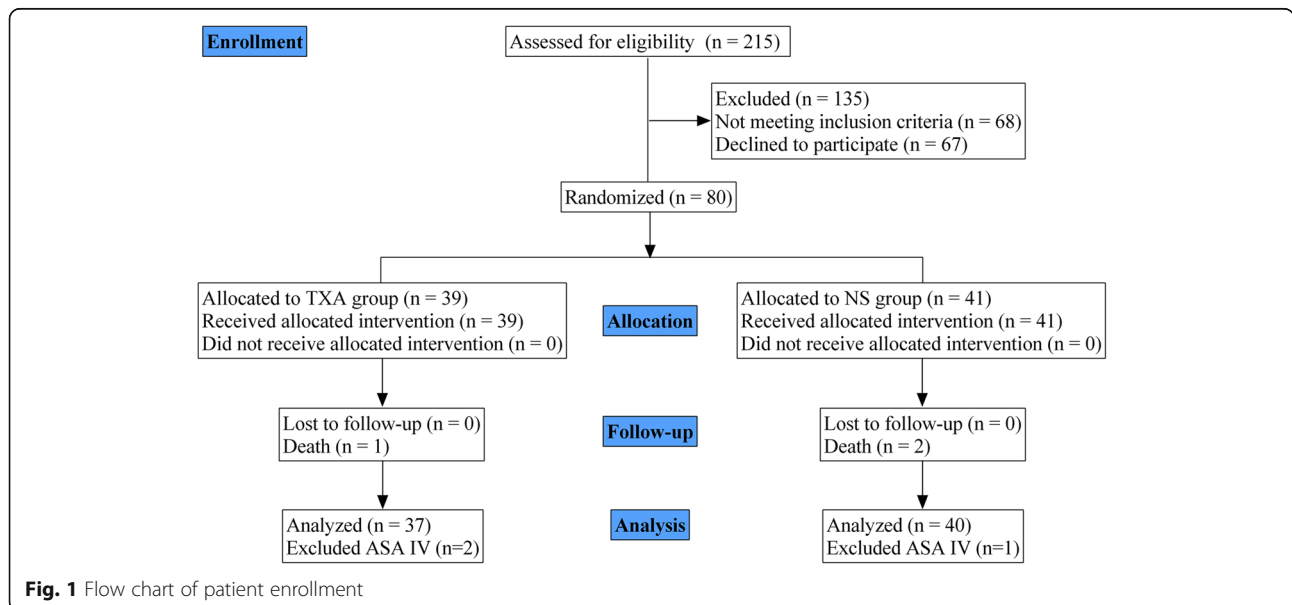 Enrollment
Assessed for eligibility (n = 215)
Excluded (n = 135)
Not meeting inclusion criteria (n = 68)
Declined to participate (n = 67)
Randomized (n = 80)
Allocated to TXA group (n = 39)
Received allocated intervention (n = 39)
Did not receive allocated intervention (n = 0)
Allocation
Allocated to NS group (n = 41)
Received allocated intervention (n = 41)
Did not receive allocated intervention (n = 0)
Lost to follow-up (n = 0)
Death (n = 1)
Follow-up
Lost to follow-up (n = 0)
Death (n = 2)
Analyzed (n = 37)
Excluded ASA IV (n=2)
Analysis
Analyzed (n = 40)
Excluded ASA IV (n=1)
Fig. 1 Flow chart of patient enrollment